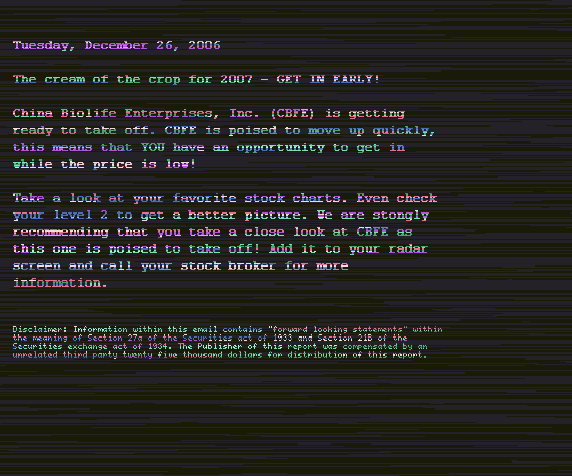 Tuesday, December 26, 2006
The cream of the crop for 2007 - GET IN EARLY!
China Biolife Enterprises, Inc. (CBFE) is getting
ready to take off. CBFE is poised to move up quickly,
this means that YOU have an opportunity to get in
while the price is low!
Take a look at your favorite stock charts. Even check
your level 2 to get a better picture. We are stongly
recommending that you take a close look at CBFE as
this one is poised to take off! Add it to your radar
screen and call your stock broker for more
information.
Disclaimer: Information within this email contains "forward looking statements" within
the meaning of Section 27a of the Securities act of 1933 and Section 21B of the
Securities exchange act of 1934. The Publisher of this report was compensated by an
unrelated third party twenty five thousand dollars for distribution of this report.